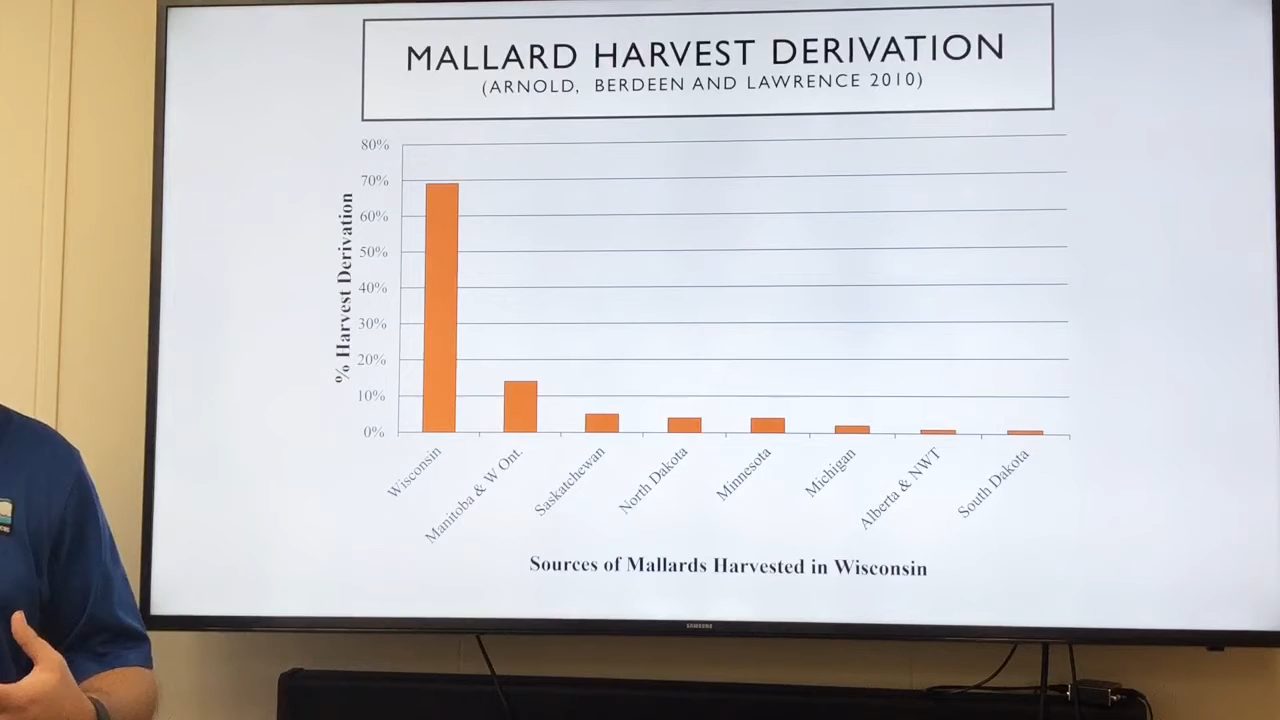 MALLARD HARVEST DERIVATION
(ARNOLD, BERDEEN AND LAWRENCE 2010)
80%
70%
60%
50%
40%
30%
20%
10%
0%
% Harvest Derivation
Wisconsin
Manitoba & W Ont.
Saskatchewan
North Dakota
Minnesota
Michigan
Alberta & NWT
South Dakota
Sources of Mallards Harvested in Wisconsin
SAMSUNG